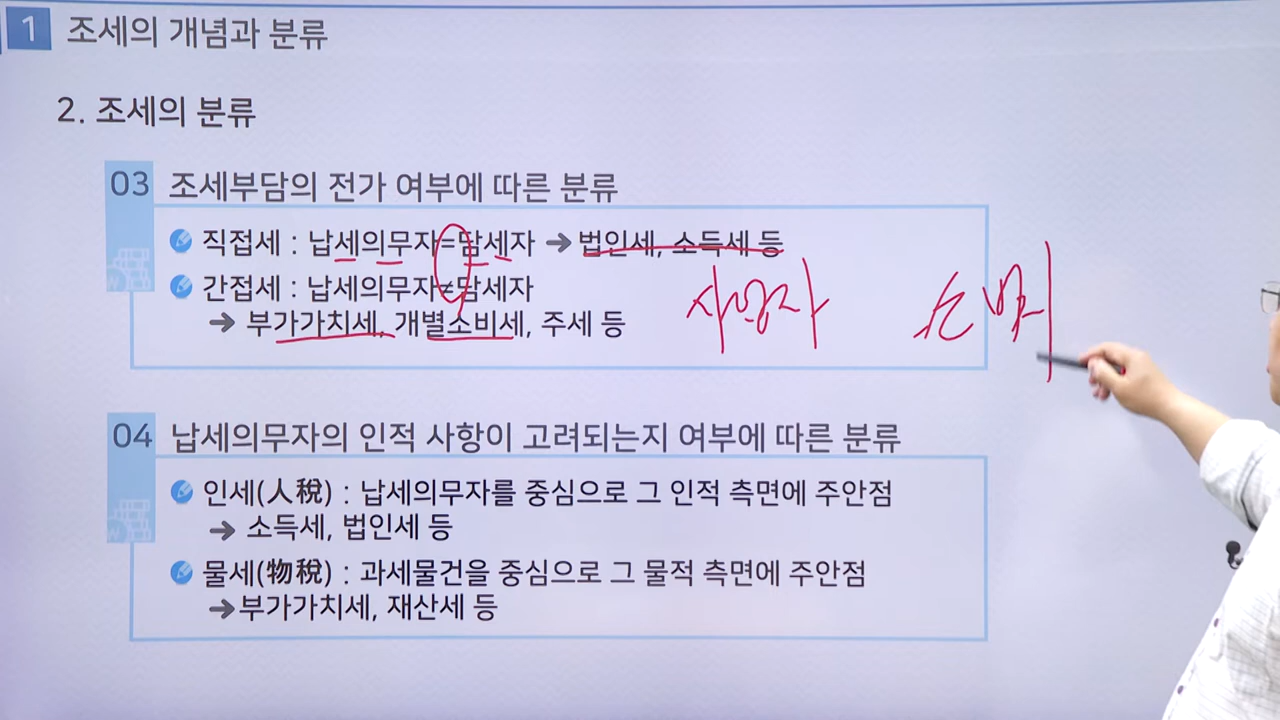 1 조세의 개념과 분류
2. 조세의 분류
03 조세부담의 전가 여부에 따른 분류
직접세 : 납세의무자=담세자 → 법인세, 소득세 등
간접세 : 납세의무자≠담세자
→ 부가가치세, 개별소비세, 주세 등
사업자
04 납세의무자의 인적 사항이 고려되는지 여부에 따른 분류
인세(人稅) : 납세의무자를 중심으로 그 인적 측면에 주안점
→ 소득세, 법인세 등
물세(物稅) : 과세물건을 중심으로 그 물적 측면에 주안점
→부가가치세, 재산세 등